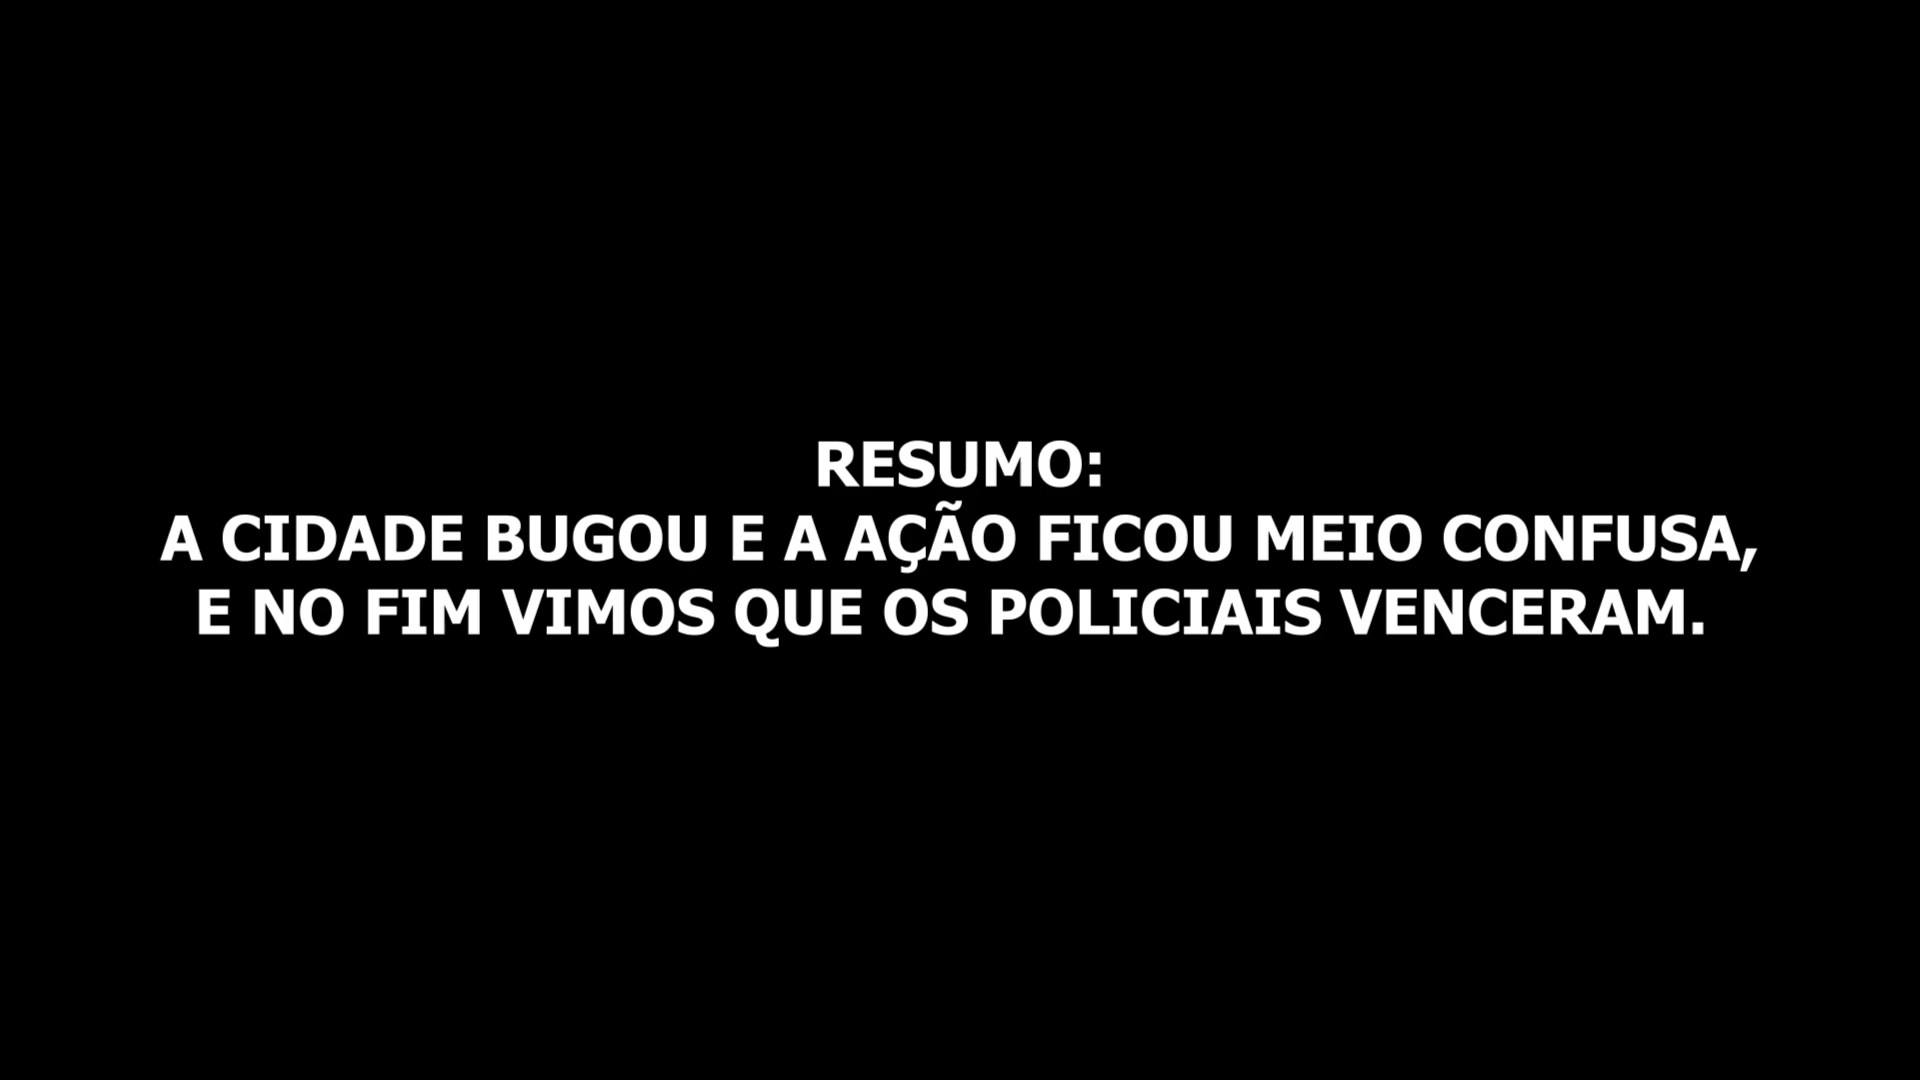 RESUMO:
A CIDADE BUGOU E A AÇÃO FICOU MEIO CONFUSA,
E NO FIM VIMOS QUE OS POLICIAIS VENCERAM.